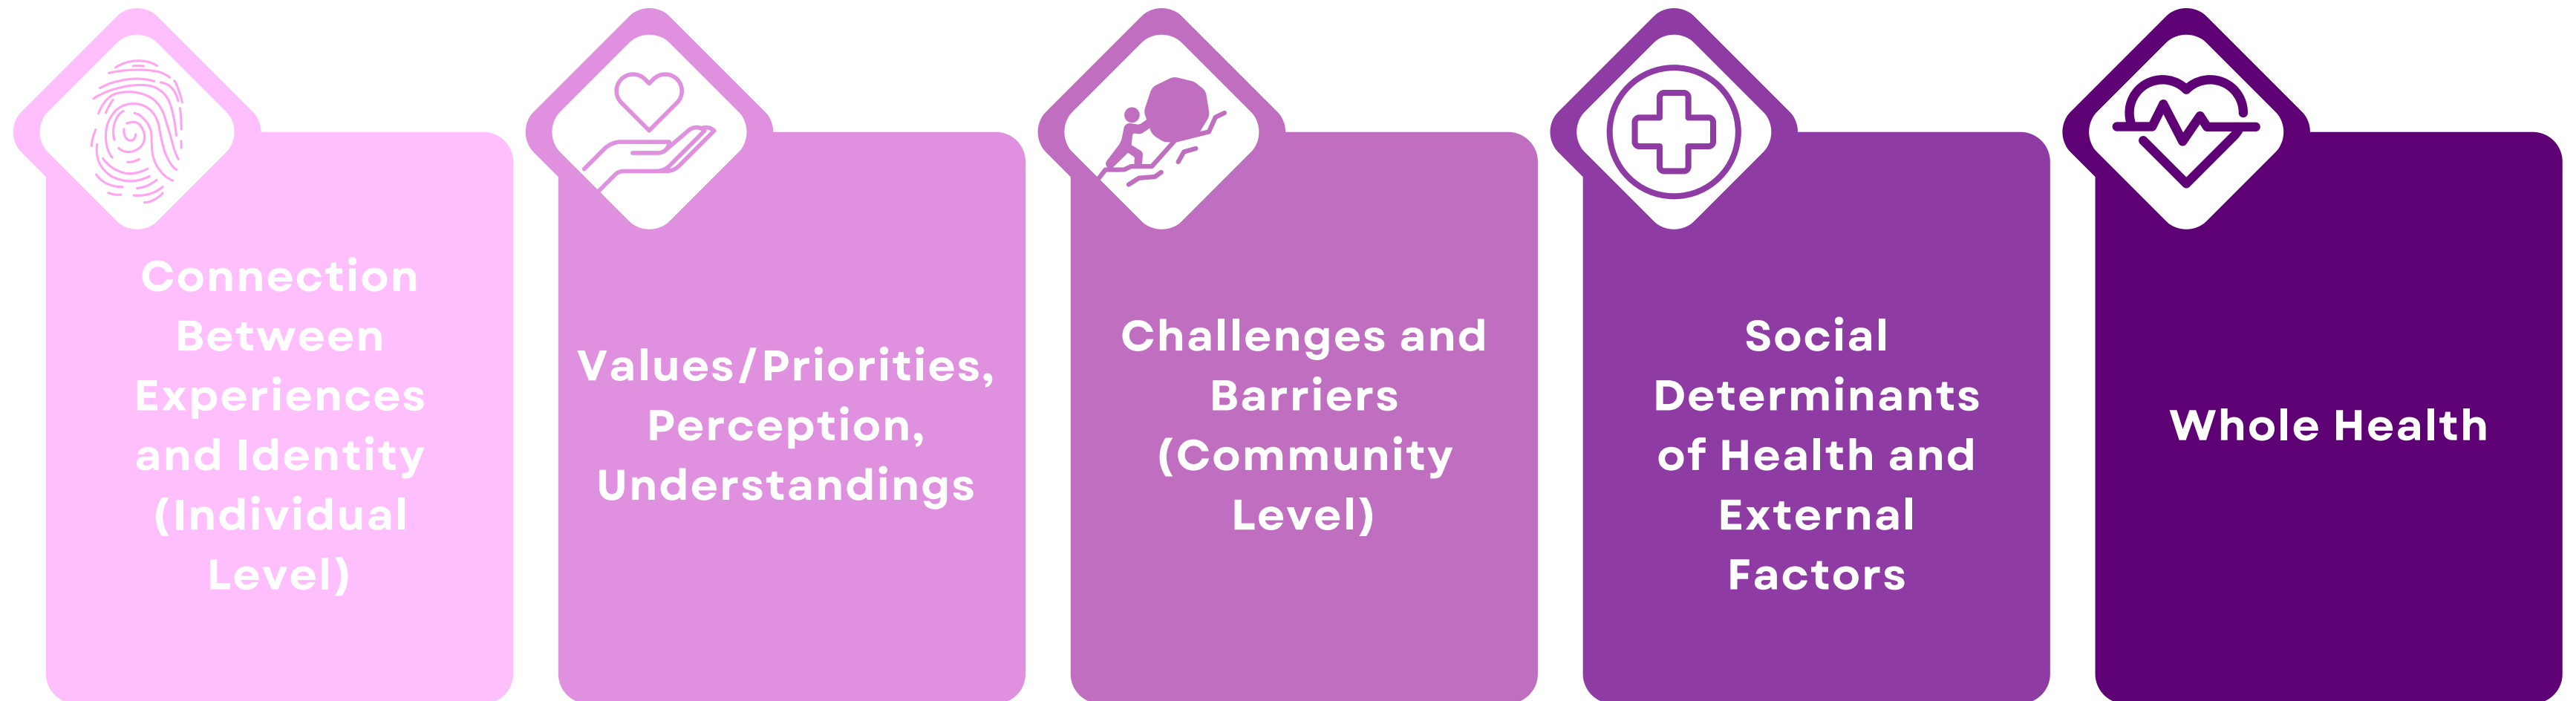 Connection
Between
Experiences
and Identity
(Individual
Level)
Values/Priorities,
Perception,
Understandings
Challenges and
Barriers
(Community
Level)
Social
Determinants
of Health and
External
Factors
Whole Health